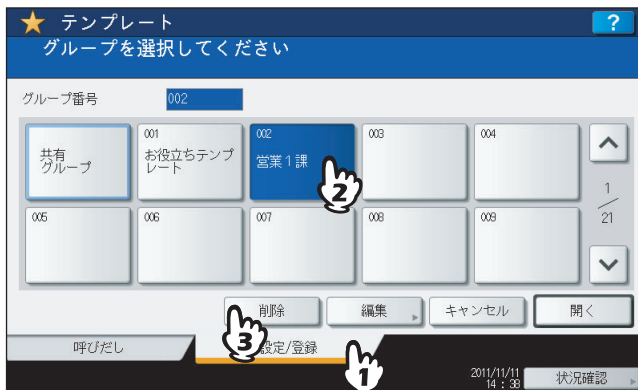 テンプレート
?
グループを選択してください
グループ番号 002
共有
グループ
001
お役立ちテンプ
レート
002
営業1課
003
004
1
21
005
006
007
008
009
2
削除
編集
キャンセル
開く
3
呼びだし
設定/登録
1
2011/11/11
14 : 38
状況確認